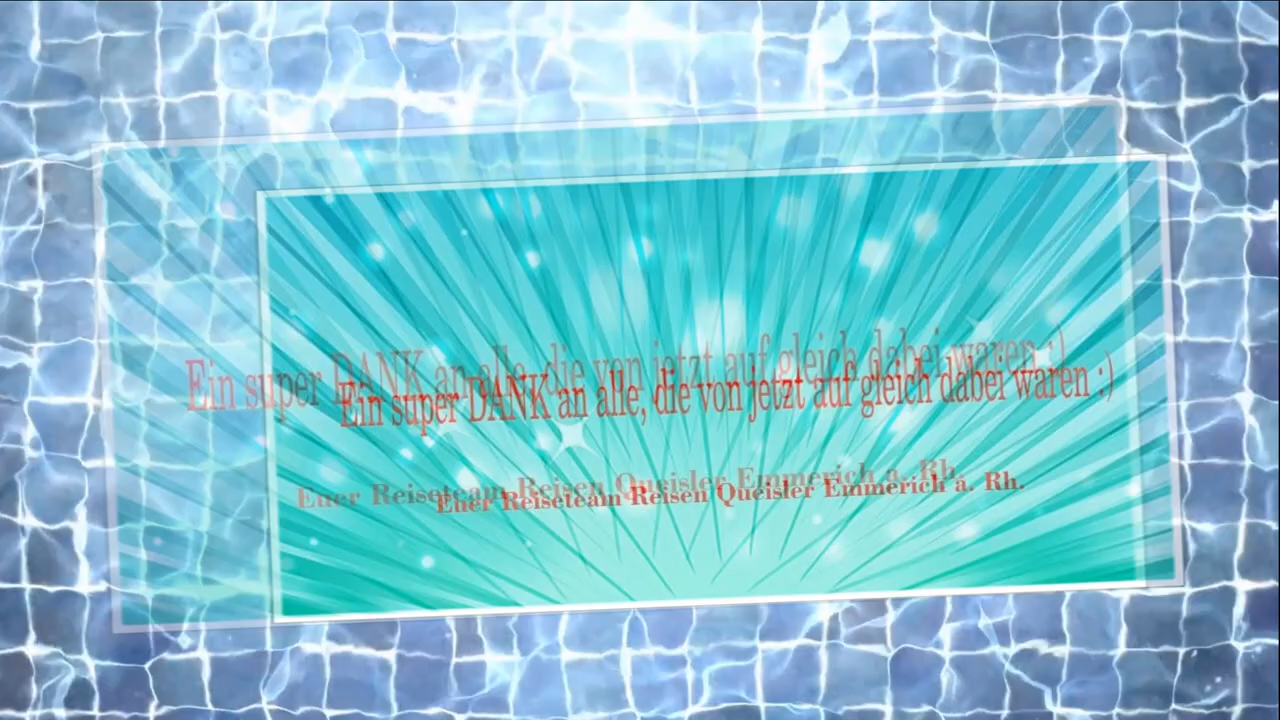 Ein super DANK an alle, die von jetzt auf gleich dabei waren :)
Euer Reiseteam Reisen Queisler Emmerich a. Rh.